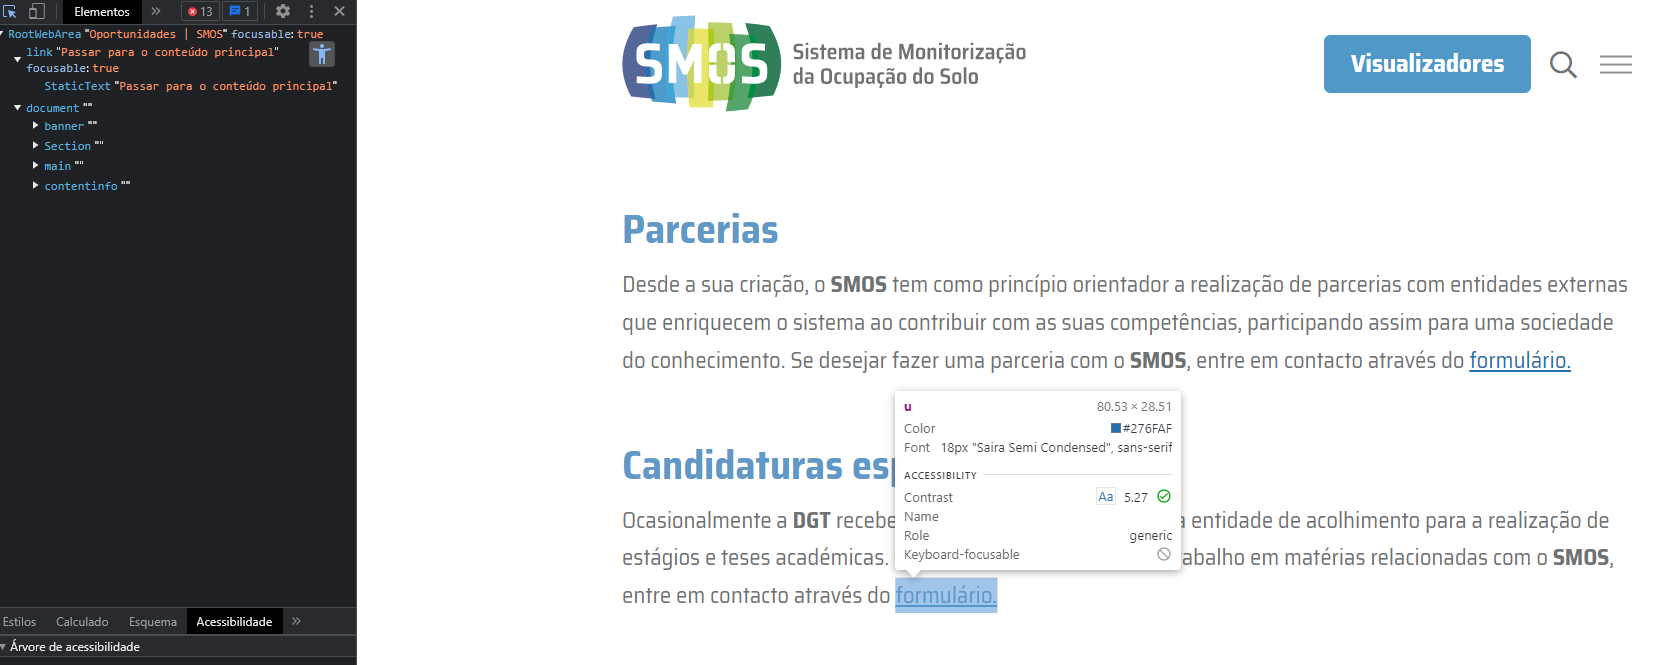 Elementos
13
1
RootWebArea "Oportunidades | SMOS" focusable: true
link "Passar para o conteúdo principal"
focusable: true
StaticText "Passar para o conteúdo principal"
document ""
banner ""
Section ""
main ""
contentinfo ""
Estilos Calculado Esquema Acessibilidade
Árvore de acessibilidade
SMOS
Sistema de Monitorização
da Ocupação do Solo
Visualizadores
Parcerias
Desde a sua criação, o SMOS tem como princípio orientador a realização de parcerias com entidades externas
que enriquecem o sistema ao contribuir com as suas competências, participando assim para uma sociedade
do conhecimento. Se desejar fazer uma parceria com o SMOS, entre em contacto através do formulário.
u 80.53 × 28.51
Color #276FAF
Font 18px "Saira Semi Condensed", sans-serif
ACCESSIBILITY
Contrast Aa 5.27
Name
Role generic
Keyboard-focusable
Candidaturas
Ocasionalmente a DGT recebe a entidade de acolhimento para a realização de
estágios e teses académicas. abalho em matérias relacionadas com o SMOS,
entre em contacto através do formulário.